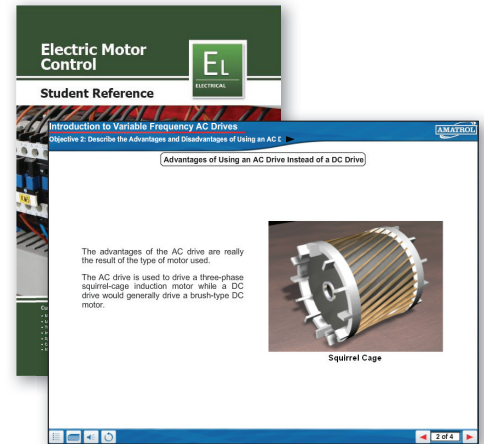 Electric Motor
Control
EL
ELECTRICAL
Student Reference
Introduction to Variable Frequency AC Drives
AMATROL
Objective 2: Describe the Advantages and Disadvantages of Using an AC
Advantages of Using an AC Drive Instead of a DC Drive
The advantages of the AC drive are really
the result of the type of motor used.
The AC drive is used to drive a three-phase
squirrel-cage induction motor while a DC
drive would generally drive a brush-type DC
motor.
Squirrel Cage
2 of 4